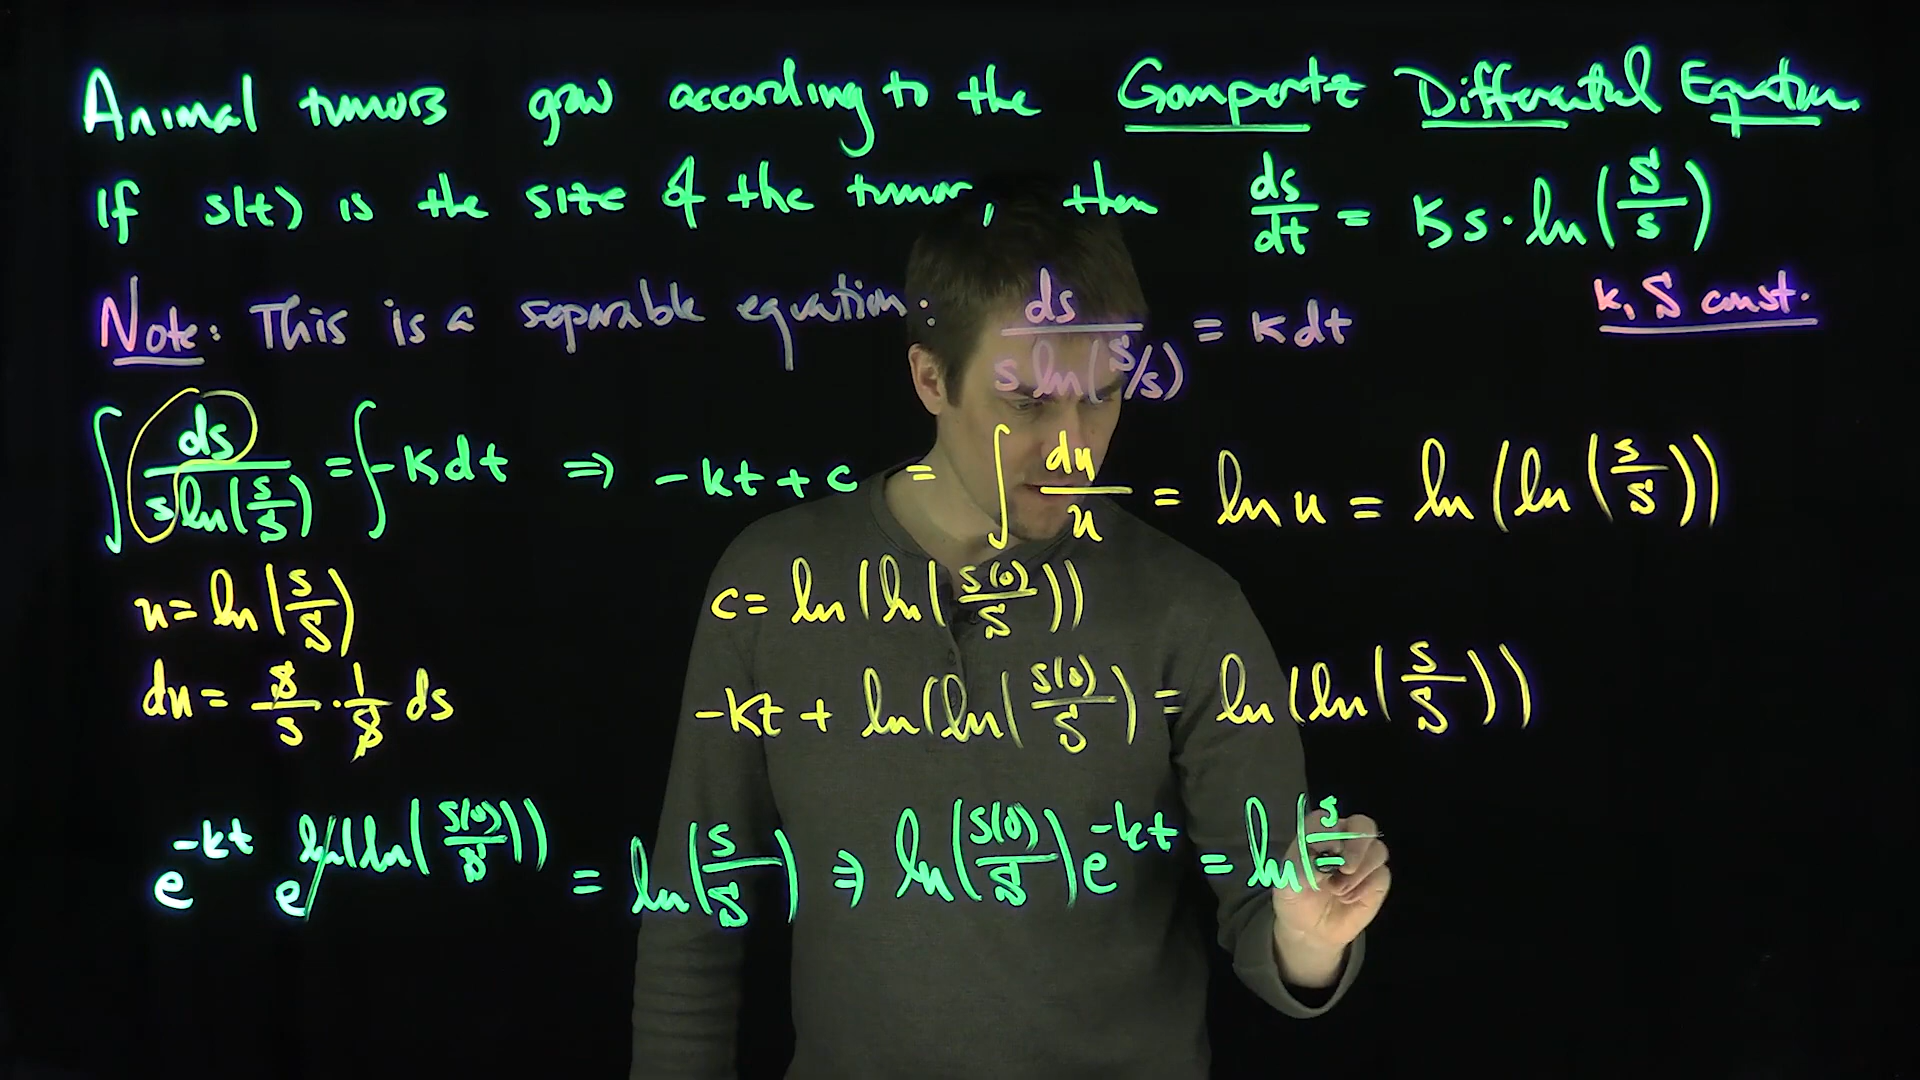 Animal tumors grow according to the Gompertz Differential Equation.
If s(t) is the size of the tumor, then ds/dt = K s · ln(S/s)
k, S const.
Note: This is a separable equation: ds/(s ln(S/s)) = K dt
∫ ds/(s ln(s/S)) = ∫ -K dt ⇒ -kt + c = ∫ du/u = ln u = ln(ln(s/S))
u = ln(s/S)
c = ln(ln(s(0)/S))
du = S/s · 1/S ds
-Kt + ln(ln(s(0)/S) = ln(ln(s/S))
e^-kt e^ln(ln(s(0)/S)) = ln(s/S) ⇒ ln(s(0)/S) e^-kt = ln(s/